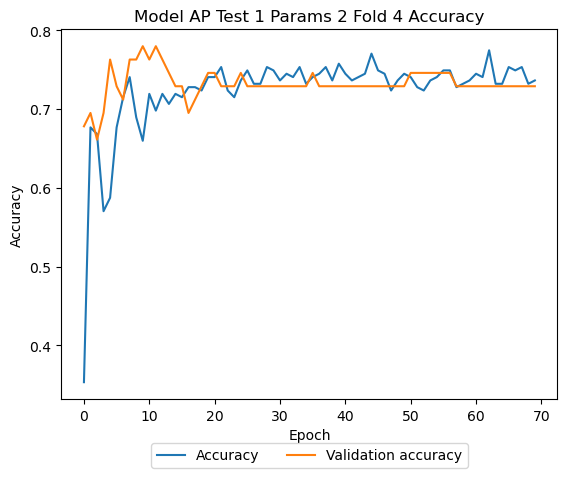 Model AP Test 1 Params 2 Fold 4 Accuracy
0.8
0.7
0.6
0.5
0.4
Accuracy
0 10 20 30 40 50 60 70
Epoch
Accuracy Validation accuracy